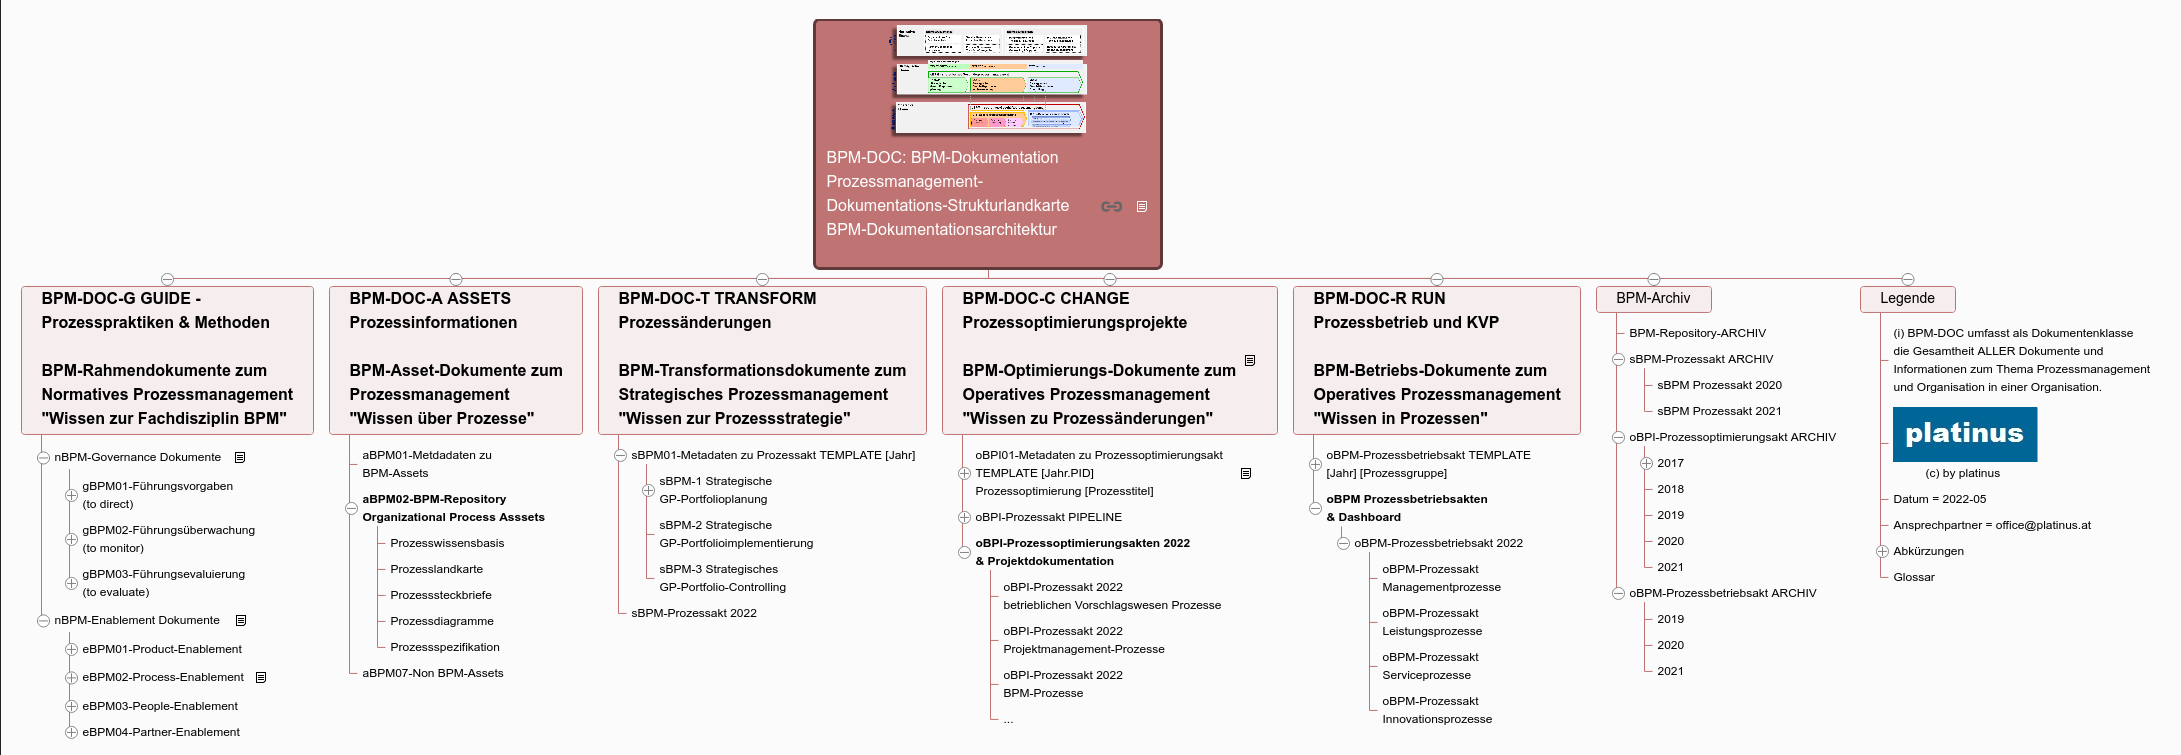 BPM-DOC: BPM-Dokumentation
Prozessmanagement-
Dokumentations-Strukturlandkarte
BPM-Dokumentationsarchitektur
BPM-DOC-G GUIDE -
Prozesspraktiken & Methoden
BPM-Rahmendokumente zum
Normatives Prozessmanagement
"Wissen zur Fachdisziplin BPM"
nBPM-Governance Dokumente
gBPM01-Führungsvorgaben
(to direct)
gBPM02-Führungsüberwachung
(to monitor)
gBPM03-Führungsevaluierung
(to evaluate)
nBPM-Enablement Dokumente
eBPM01-Product-Enablement
eBPM02-Process-Enablement
eBPM03-People-Enablement
eBPM04-Partner-Enablement
BPM-DOC-A ASSETS
Prozessinformationen
BPM-Asset-Dokumente zum
Prozessmanagement
"Wissen über Prozesse"
aBPM01-Metdadaten zu
BPM-Assets
aBPM02-BPM-Repository
Organizational Process Asssets
Prozesswissensbasis
Prozesslandkarte
Prozesssteckbriefe
Prozessdiagramme
Prozessspezifikation
aBPM07-Non BPM-Assets
BPM-DOC-T TRANSFORM
Prozessänderungen
BPM-Transformationsdokumente zum
Strategisches Prozessmanagement
"Wissen zur Prozessstrategie"
sBPM01-Metadaten zu Prozessakt TEMPLATE [Jahr]
sBPM-1 Strategische
GP-Portfolioplanung
sBPM-2 Strategische
GP-Portfolioimplementierung
sBPM-3 Strategisches
GP-Portfolio-Controlling
sBPM-Prozessakt 2022
BPM-DOC-C CHANGE
Prozessoptimierungsprojekte
BPM-Optimierungs-Dokumente zum
Operatives Prozessmanagement
"Wissen zu Prozessänderungen"
oBPI01-Metadaten zu Prozessoptimierungsakt
TEMPLATE [Jahr.PID]
Prozessoptimierung [Prozesstitel]
oBPI-Prozessakt PIPELINE
oBPI-Prozessoptimierungsakten 2022
& Projektdokumentation
oBPI-Prozessakt 2022
betrieblichen Vorschlagswesen Prozesse
oBPI-Prozessakt 2022
Projektmanagement-Prozesse
oBPI-Prozessakt 2022
BPM-Prozesse
...
BPM-DOC-R RUN
Prozessbetrieb und KVP
BPM-Betriebs-Dokumente zum
Operatives Prozessmanagement
"Wissen in Prozessen"
oBPM-Prozessbetriebsakt TEMPLATE
[Jahr] [Prozessgruppe]
oBPM Prozessbetriebsakten
& Dashboard
oBPM-Prozessbetriebsakt 2022
oBPM-Prozessakt
Managementprozesse
oBPM-Prozessakt
Leistungsprozesse
oBPM-Prozessakt
Serviceprozesse
oBPM-Prozessakt
Innovationsprozesse
BPM-Archiv
BPM-Repository-ARCHIV
sBPM-Prozessakt ARCHIV
sBPM Prozessakt 2020
sBPM Prozessakt 2021
oBPI-Prozessoptimierungsakt ARCHIV
2017
2018
2019
2020
2021
oBPM-Prozessbetriebsakt ARCHIV
2019
2020
2021
Legende
(i) BPM-DOC umfasst als Dokumentenklasse
die Gesamtheit ALLER Dokumente und
Informationen zum Thema Prozessmanagement
und Organisation in einer Organisation.
platinus
(c) by platinus
Datum = 2022-05
Ansprechpartner = office@platinus.at
Abkürzungen
Glossar